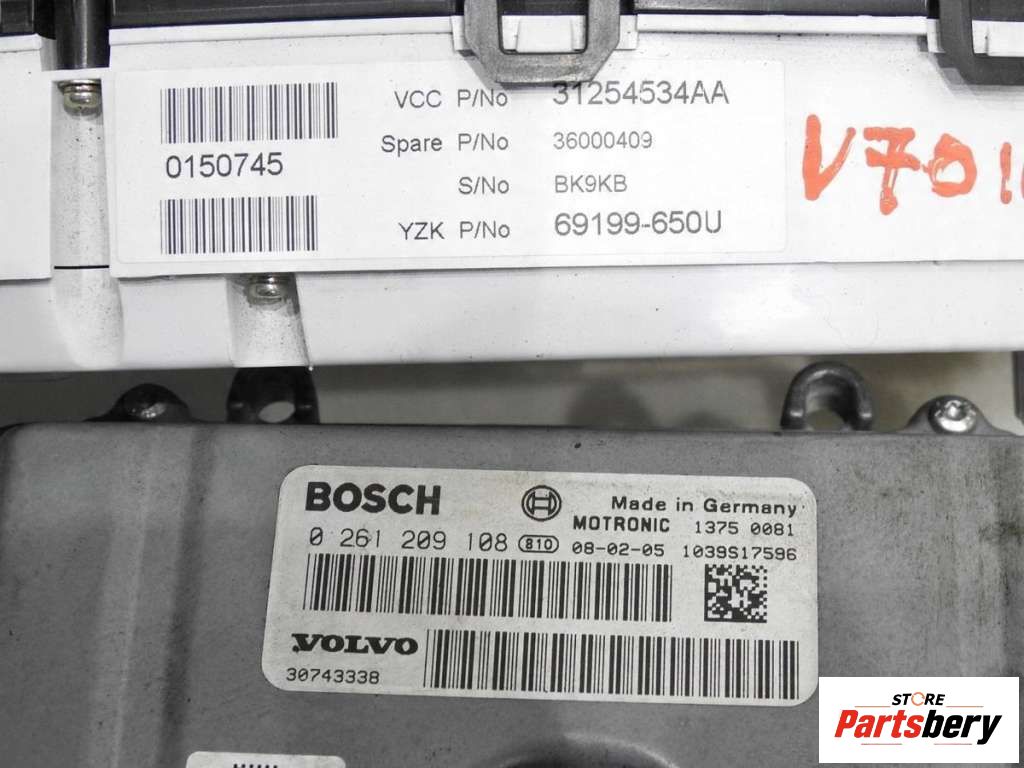 VCC P/No 31254534AA
Spare P/No 36000409
0150745
S/No BK9KB
YZK P/No 69199-650U
V70
BOSCH
Made in Germany
MOTRONIC 1375 0081
0 261 209 108 810 08-02-05 1039S17596
VOLVO
30743338
STORE
Partsbery